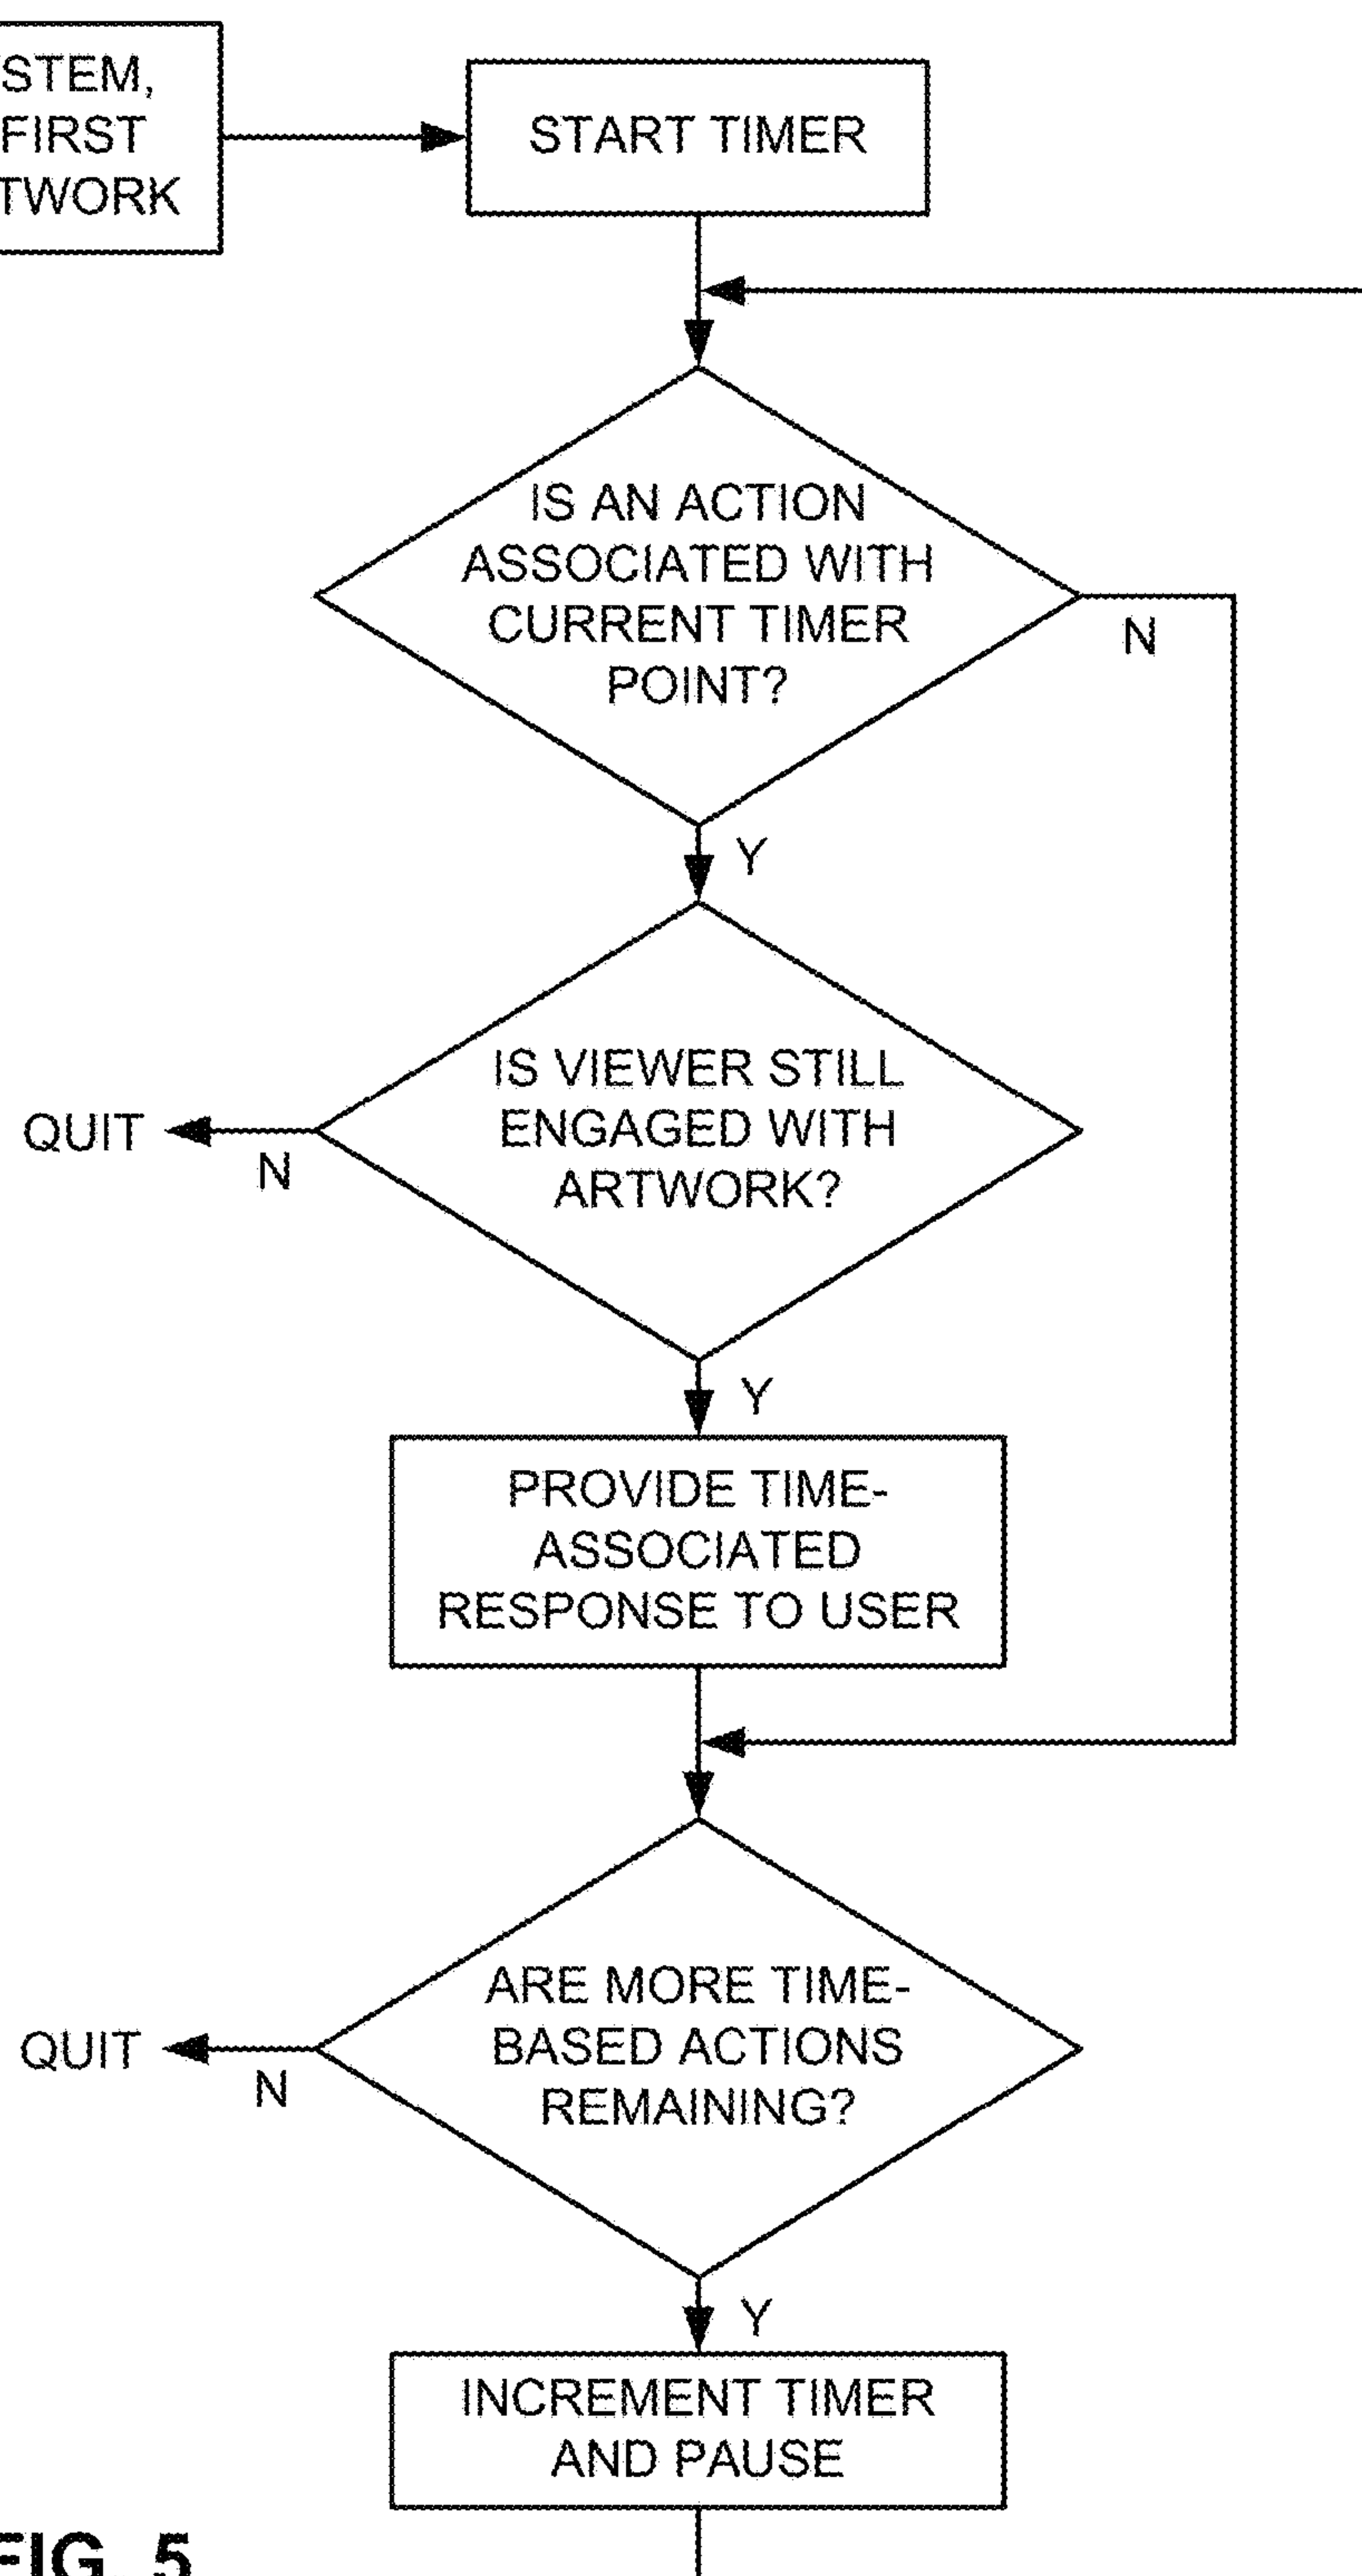 STEM,
FIRST
TWORK
START TIMER
IS AN ACTION
ASSOCIATED WITH
CURRENT TIMER
POINT?
N
Y
IS VIEWER STILL
ENGAGED WITH
ARTWORK?
QUIT
N
Y
PROVIDE TIME-
ASSOCIATED
RESPONSE TO USER
ARE MORE TIME-
BASED ACTIONS
REMAINING?
QUIT
N
Y
INCREMENT TIMER
AND PAUSE
FIG. 5